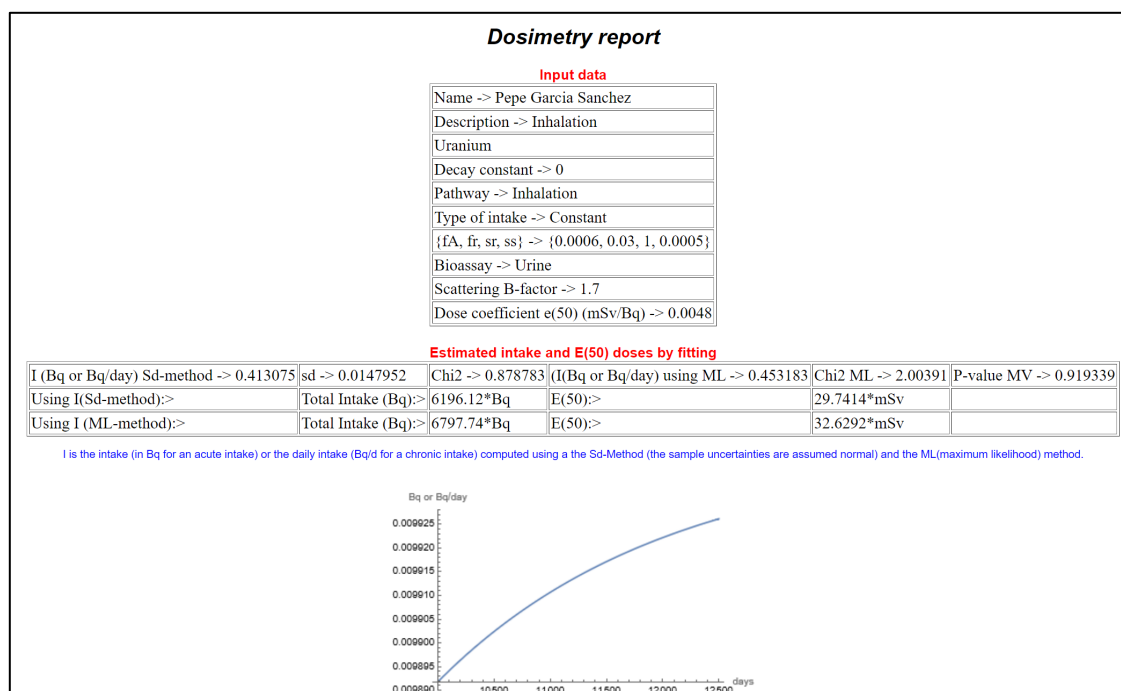 Dosimetry report
Input data
Name -> Pepe Garcia Sanchez
Description -> Inhalation
Uranium
Decay constant -> 0
Pathway -> Inhalation
Type of intake -> Constant
{fA, fr, sr, ss} -> {0.0006, 0.03, 1, 0.0005}
Bioassay -> Urine
Scattering B-factor -> 1.7
Dose coefficient e(50) (mSv/Bq) -> 0.0048
Estimated intake and E(50) doses by fitting
I (Bq or Bq/day) Sd-method -> 0.413075 sd -> 0.0147952 Chi2 -> 0.878783 (I(Bq or Bq/day) using ML -> 0.453183 Chi2 ML -> 2.00391 P-value MV -> 0.919339
Using I(Sd-method):> Total Intake (Bq):> 6196.12*Bq E(50):> 29.7414*mSv
Using I (ML-method):> Total Intake (Bq):> 6797.74*Bq E(50):> 32.6292*mSv
I is the intake (in Bq for an acute intake) or the daily intake (Bq/d for a chronic intake) computed using a the Sd-Method (the sample uncertainties are assumed normal) and the ML(maximum likelihood) method.
Bq or Bq/day
0.009925
0.009920
0.009915
0.009910
0.009905
0.009900
0.009895
0.009890
10500 11000 11500 12000 12500 days